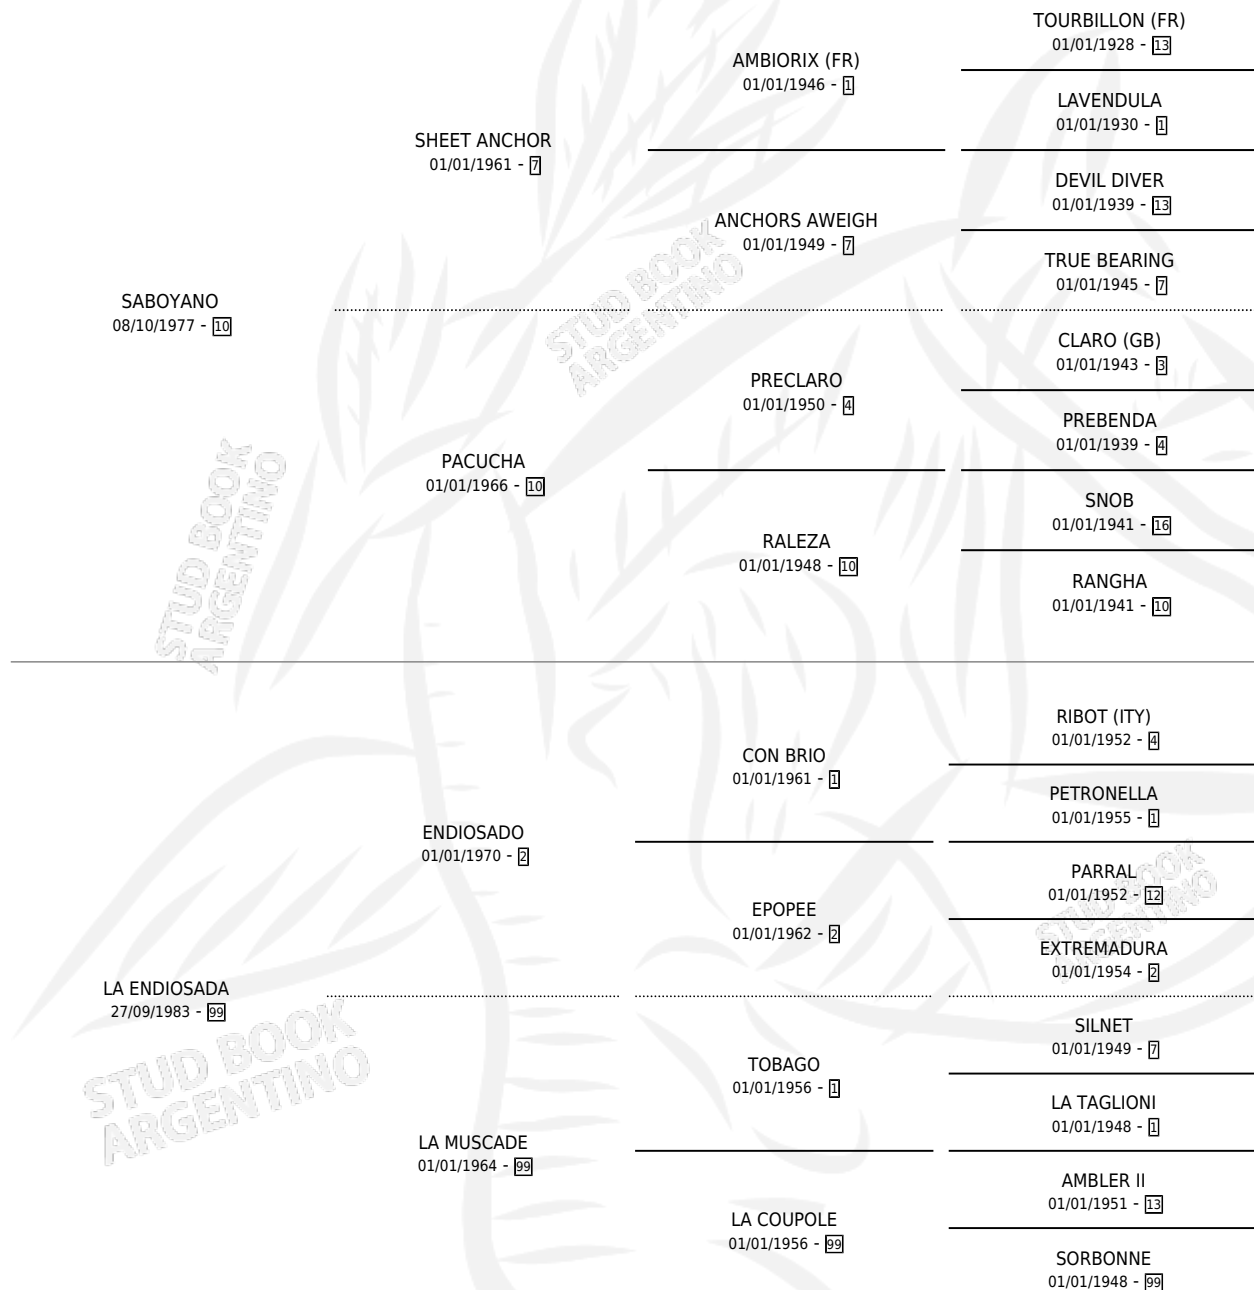 TOURBILLON (FR)
01/01/1928 - 13
AMBIORIX (FR)
01/01/1946 - 1
LAVENDULA
01/01/1930 - 1
SHEET ANCHOR
01/01/1961 - 7
DEVIL DIVER
01/01/1939 - 13
ANCHORS AWEIGH
01/01/1949 - 7
TRUE BEARING
01/01/1945 - 7
SABOYANO
08/10/1977 - 10
CLARO (GB)
01/01/1943 - 3
PRECLARO
01/01/1950 - 4
PREBENDA
01/01/1939 - 4
PACUCHA
01/01/1966 - 10
SNOB
01/01/1941 - 16
RALEZA
01/01/1948 - 10
RANGHA
01/01/1941 - 10
RIBOT (ITY)
01/01/1952 - 4
CON BRIO
01/01/1961 - 1
PETRONELLA
01/01/1955 - 1
ENDIOSADO
01/01/1970 - 2
PARRAL
01/01/1952 - 12
EPOPEE
01/01/1962 - 2
EXTREMADURA
01/01/1954 - 2
LA ENDIOSADA
27/09/1983 - 99
SILNET
01/01/1949 - 7
TOBAGO
01/01/1956 - 1
LA TAGLIONI
01/01/1948 - 1
LA MUSCADE
01/01/1964 - 99
AMBLER II
01/01/1951 - 13
LA COUPOLE
01/01/1956 - 99
SORBONNE
01/01/1948 - 99
STUD BOOK
ARGENTINO
STUD BOOK
ARGENTINO
STUD BOOK
ARGENTINO
STUD BOOK
ARGENTINO